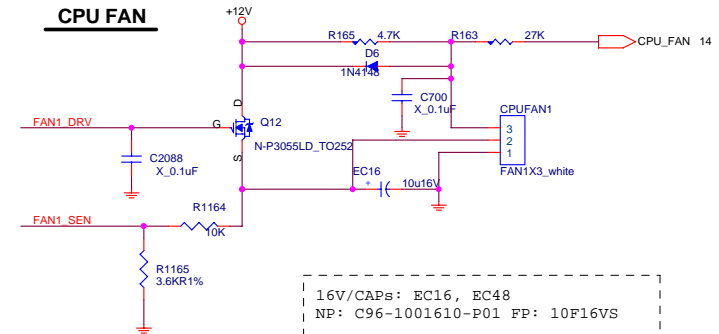 CPU FAN
+12V
R165 4.7K
R163 27K
CPU_FAN 14
D6
1N4148
C700
X_0.1uF
CPUFAN1
3
2
1
FAN1X3_white
FAN1_DRV
G
D
S
Q12
N-P3055LD_TO252
C2088
X_0.1uF
EC16
+
10u16V
FAN1_SEN
R1164
10K
R1165
3.6KR1%
16V/CAPs: EC16, EC48
NP: C96-1001610-P01 FP: 10F16VS